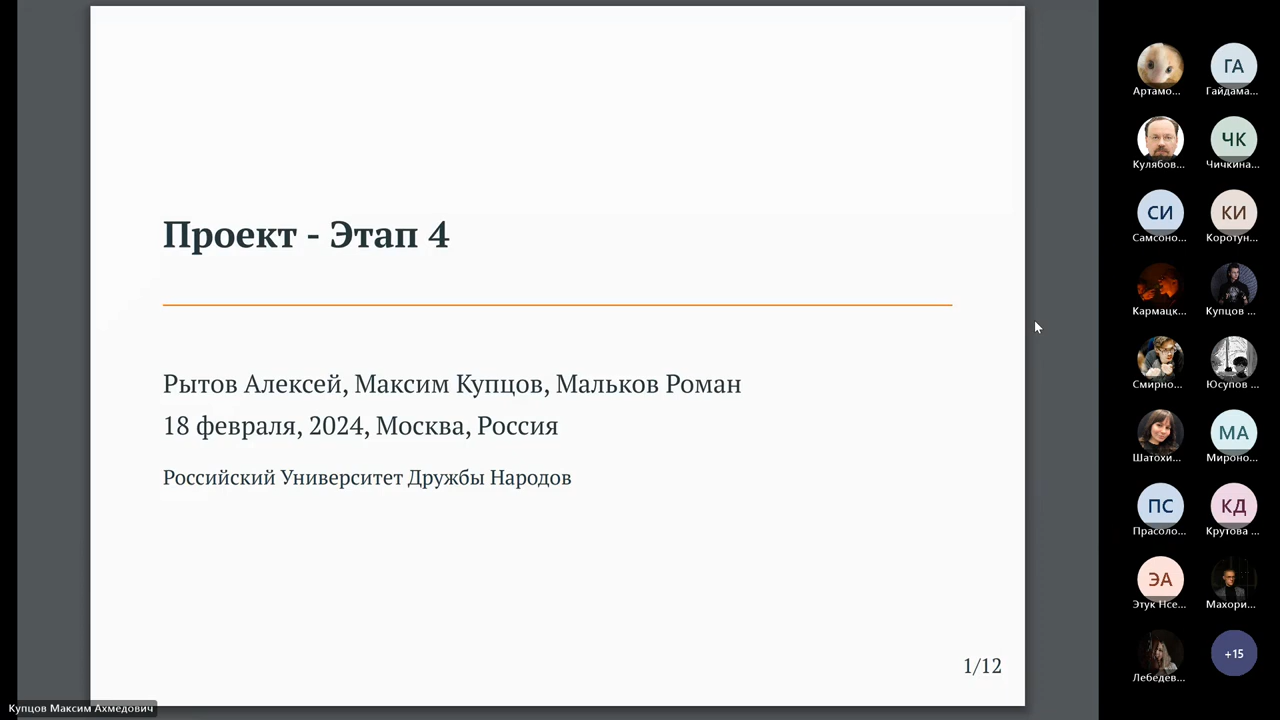 Проект - Этап 4
Рытов Алексей, Максим Купцов, Мальков Роман
18 февраля, 2024, Москва, Россия
Российский Университет Дружбы Народов
1/12
Купцов Максим Ахмедович
ГА
Артамо...
Гайдама...
ЧК
Кулябов...
Чичкина...
СИ
КИ
Самсоно...
Коротун...
Кармацк...
Купцов ...
Смирно...
Юсупов ...
МА
Шатохи...
Мироно...
ПС
КД
Прасоло...
Крутова ...
ЭА
Этук Нсе...
Махори...
+15
Лебедев...